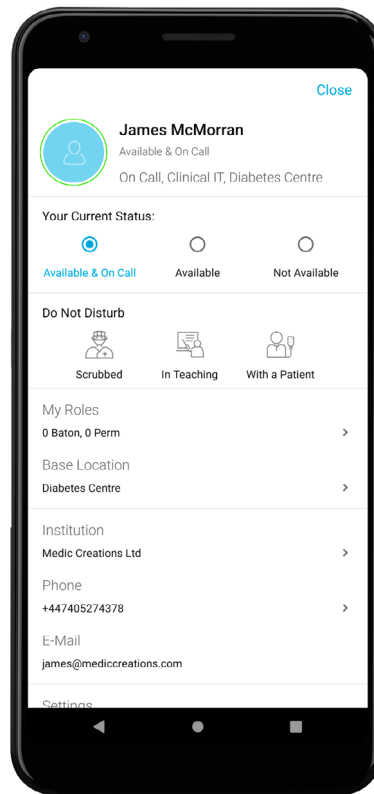 Close
James McMorran
Available & On Call
On Call, Clinical IT, Diabetes Centre
Your Current Status:
Available & On Call
Available
Not Available
Do Not Disturb
Scrubbed
In Teaching
With a Patient
My Roles
0 Baton, 0 Perm
Base Location
Diabetes Centre
Institution
Medic Creations Ltd
Phone
+447405274378
E-Mail
james@mediccreations.com
Settings